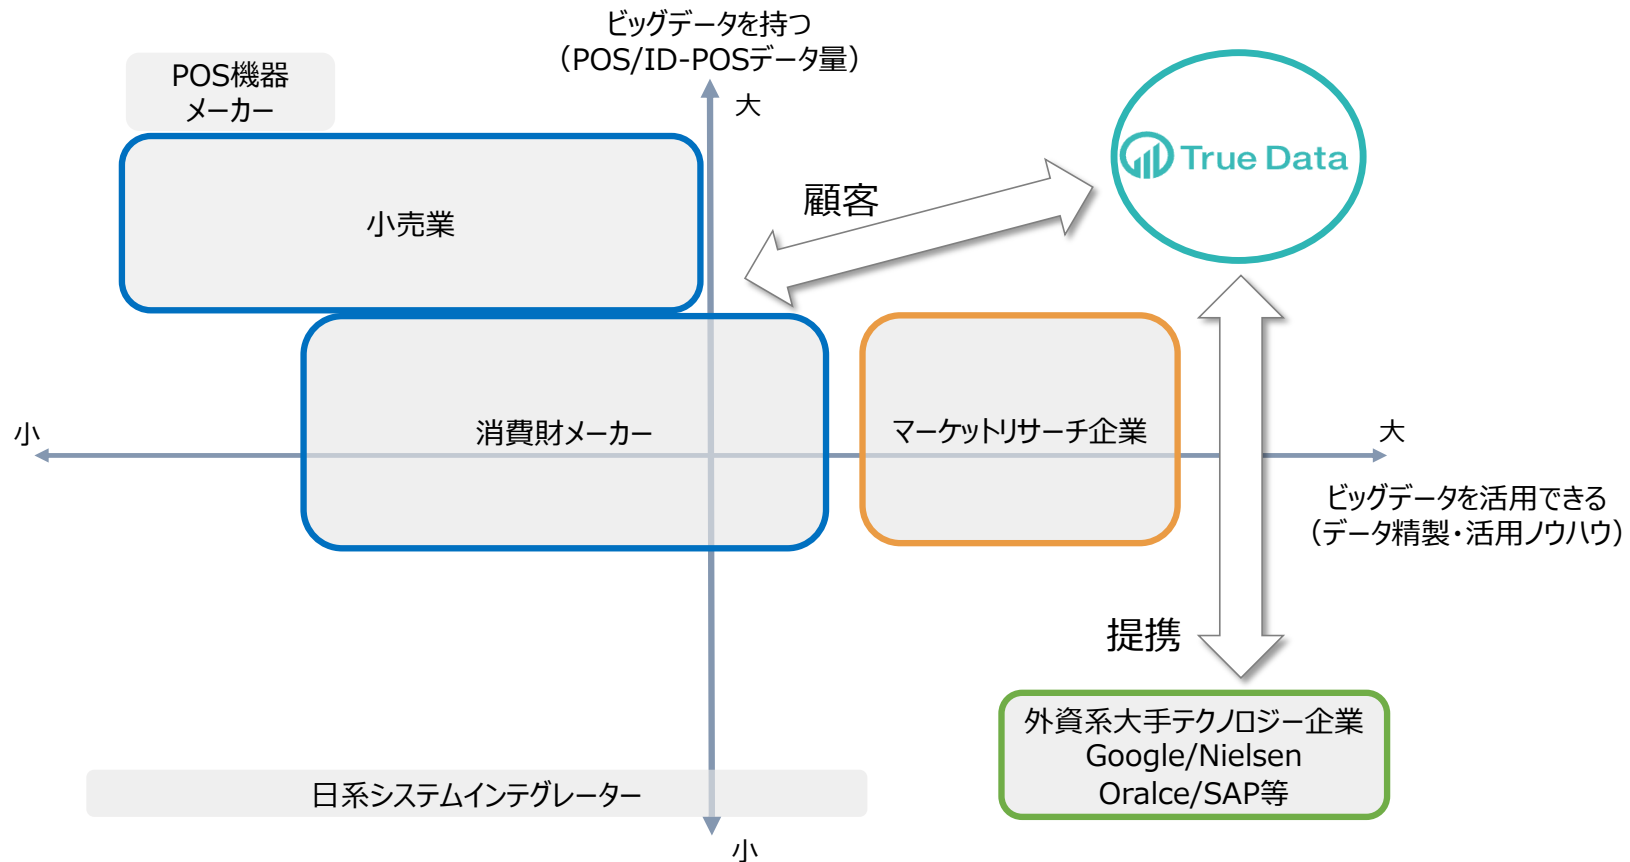 ビッグデータを持つ
（POS/ID-POSデータ量）
大
POS機器
メーカー
True Data
顧客
小売業
小
消費財メーカー
マーケットリサーチ企業
大
ビッグデータを活用できる
（データ精製・活用ノウハウ）
提携
外資系大手テクノロジー企業
Google/Nielsen
Oralce/SAP等
日系システムインテグレーター
小